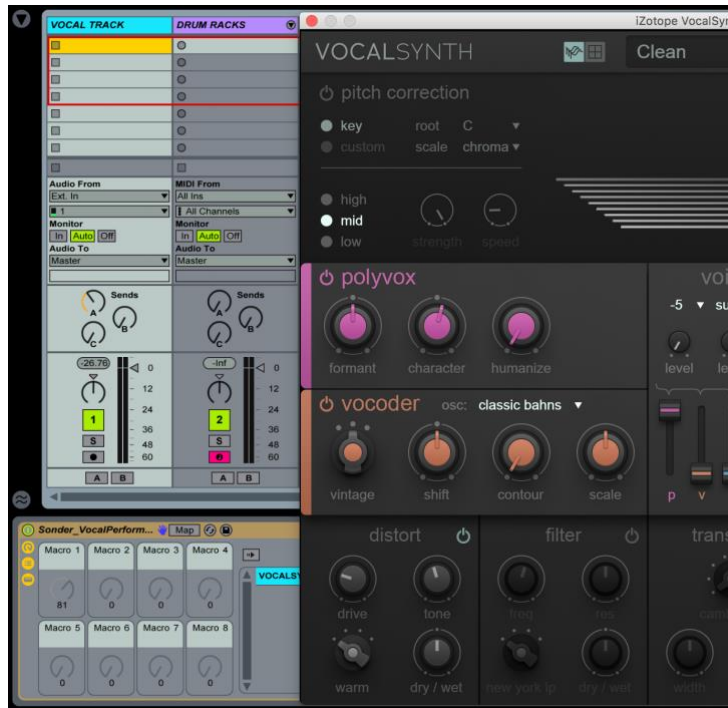 VOCAL TRACK DRUM RACKS
iZotope VocalSyn
VOCALSYNTH Clean
pitch correction
key root C
custom scale chroma
high
mid
low
strength speed
Audio From MIDI From
Ext. In All Ins
1 All Channels
Monitor Monitor
In Auto Off In Auto Off
Audio To Audio To
Master Master
Sends Sends
A B A B
C C
-26.76 -Inf
0 0
12 12
24 24
36 36
48 48
60 60
1 2
S S
A B A B
polyvox
formant character humanize
voi
-5 su
level le
vocoder osc: classic bahns
vintage shift contour scale
p v
distort filter trans
drive tone freq res
warm dry / wet new york lp dry / wet width
Sonder_VocalPerform... Map
Macro 1 Macro 2 Macro 3 Macro 4
81 0 0 0
VOCALSY
Macro 5 Macro 6 Macro 7 Macro 8
0 0 0 0